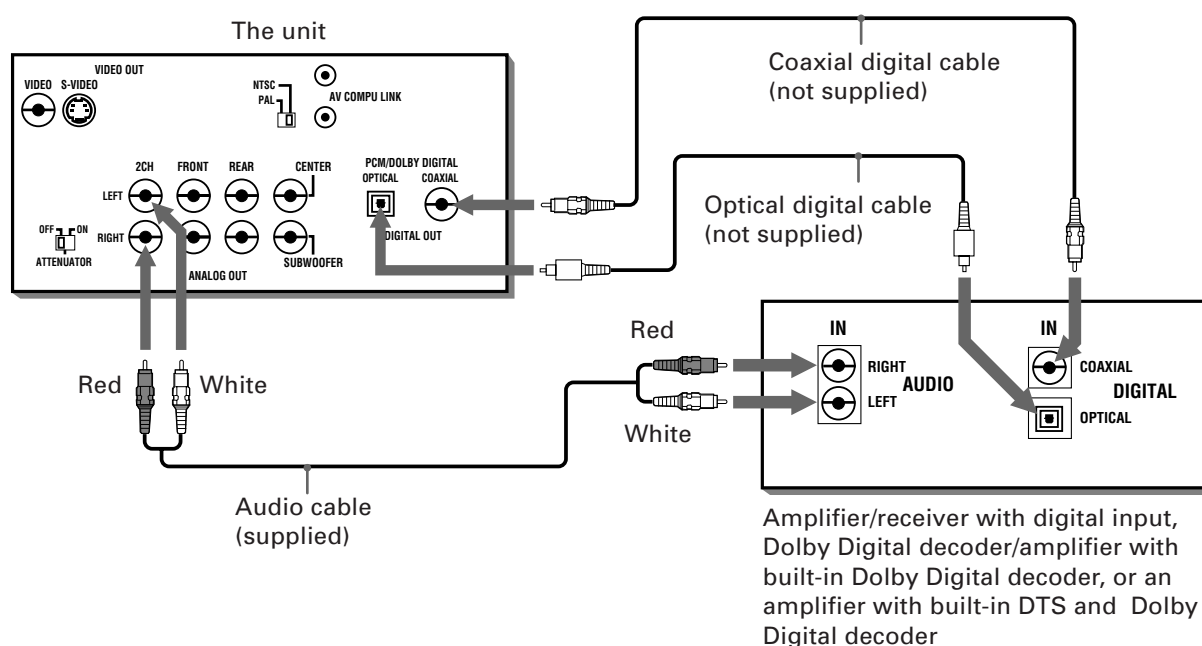 The unit
VIDEO OUT
VIDEO S-VIDEO
NTSC
PAL
AV COMPU LINK
2CH FRONT REAR CENTER
PCM/DOLBY DIGITAL
OPTICAL COAXIAL
LEFT
OFF ON
RIGHT
ATTENUATOR
DIGITAL OUT
SUBWOOFER
ANALOG OUT
Coaxial digital cable
(not supplied)
Optical digital cable
(not supplied)
Red White
Audio cable
(supplied)
Red
White
IN
RIGHT
AUDIO
LEFT
IN
COAXIAL
DIGITAL
OPTICAL
Amplifier/receiver with digital input,
Dolby Digital decoder/amplifier with
built-in Dolby Digital decoder, or an
amplifier with built-in DTS and Dolby
Digital decoder